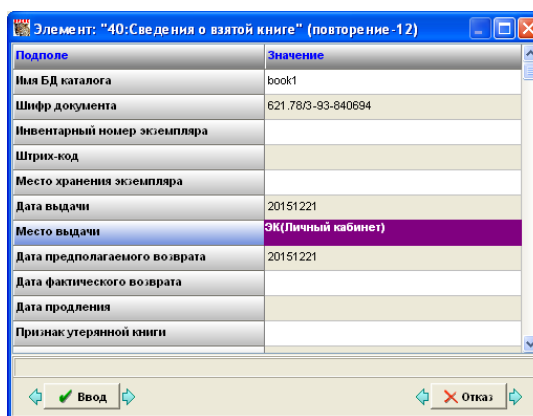 Элемент: "40:Сведения о взятой книге" (повторение-12)
Подполе Значение
Имя БД каталога book1
Шифр документа 621.78/З-93-840694
Инвентарный номер экземпляра
Штрих-код
Место хранения экземпляра
Дата выдачи 20151221
Место выдачи ЭК(Личный кабинет)
Дата предполагаемого возврата 20151221
Дата фактического возврата
Дата продления
Признак утерянной книги
Ввод Отказ